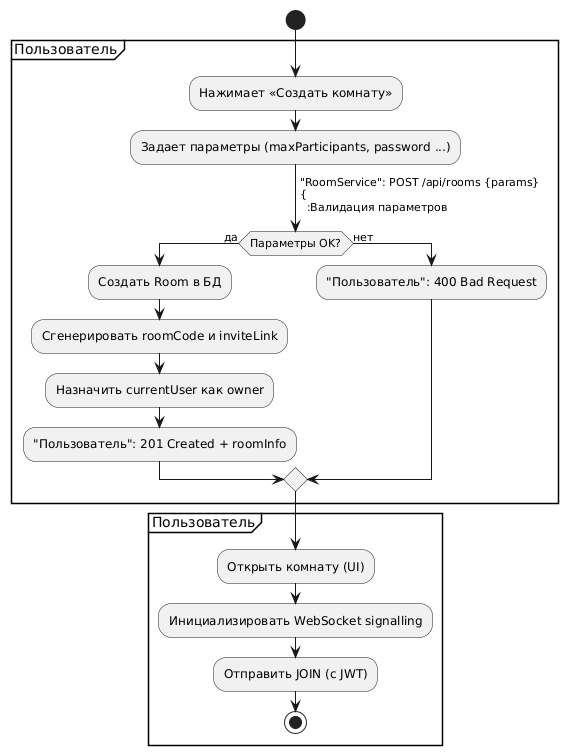 Пользователь
Нажимает «Создать комнату»
Задает параметры (maxParticipants, password ...)
"RoomService": POST /api/rooms {params}
{
:Валидация параметров
да
Параметры OK?
нет
Создать Room в БД
"Пользователь": 400 Bad Request
Сгенерировать roomCode и inviteLink
Назначить currentUser как owner
"Пользователь": 201 Created + roomInfo
Пользователь
Открыть комнату (UI)
Инициализировать WebSocket signalling
Отправить JOIN (с JWT)